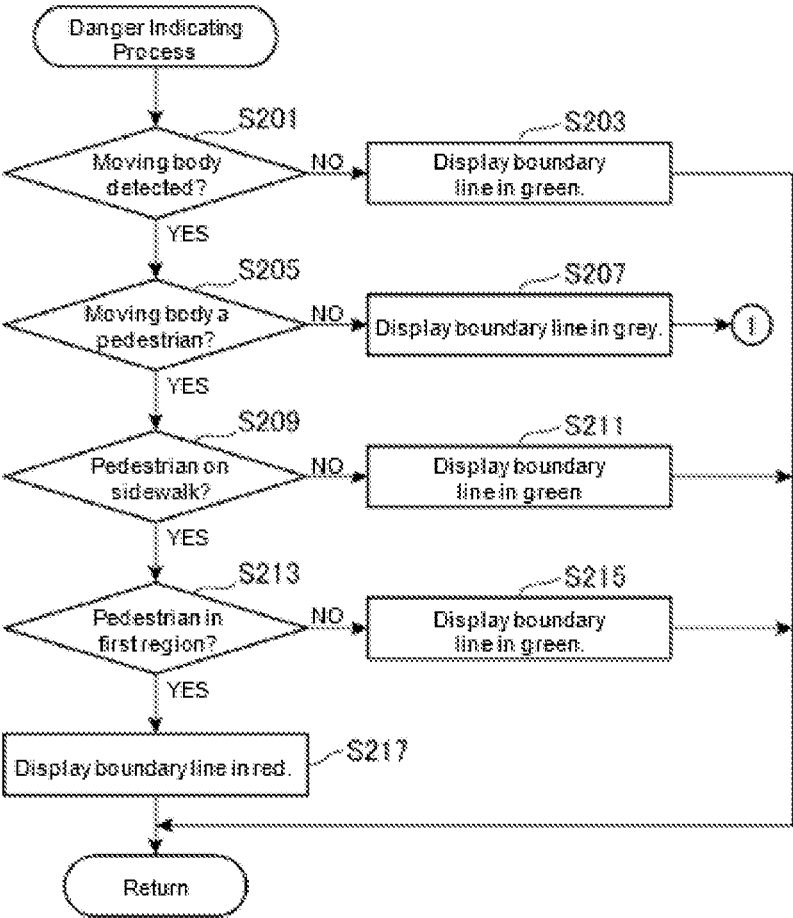 Danger Indicating
Process
S201
Moving body
detected?
NO
S203
Display boundary
line in green.
YES
S205
Moving body a
pedestrian?
NO
S207
Display boundary line in grey.
1
YES
S209
Pedestrian on
sidewalk?
NO
S211
Display boundary
line in green
YES
S213
Pedestrian in
first region?
NO
S215
Display boundary
line in green.
YES
Display boundary line in red.
S217
Return